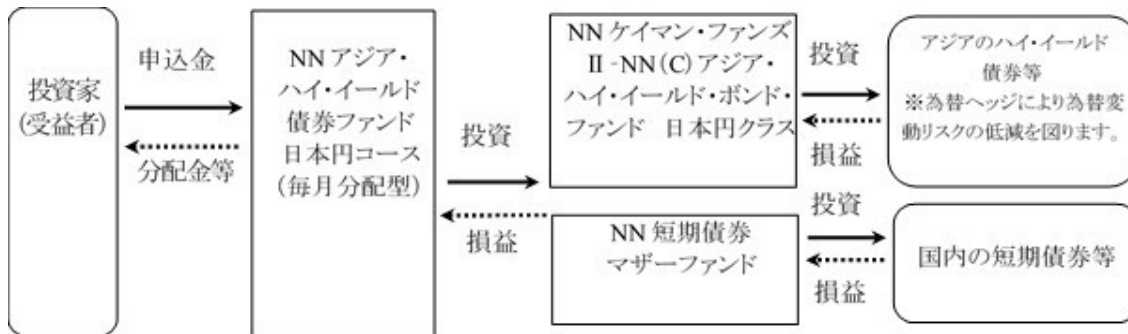 投資家
(受益者)
申込金
分配金等
NN アジア・
ハイ・イールド
債券ファンド
日本円コース
(毎月分配型)
投資
損益
NN ケイマン・ファンズ
Ⅱ-NN(C)アジア・
ハイ・イールド・ボンド・
ファンド 日本円クラス
投資
損益
アジアのハイ・イールド
債券等
※為替ヘッジにより為替変
動リスクの低減を図ります。
NN 短期債券
マザーファンド
投資
損益
国内の短期債券等